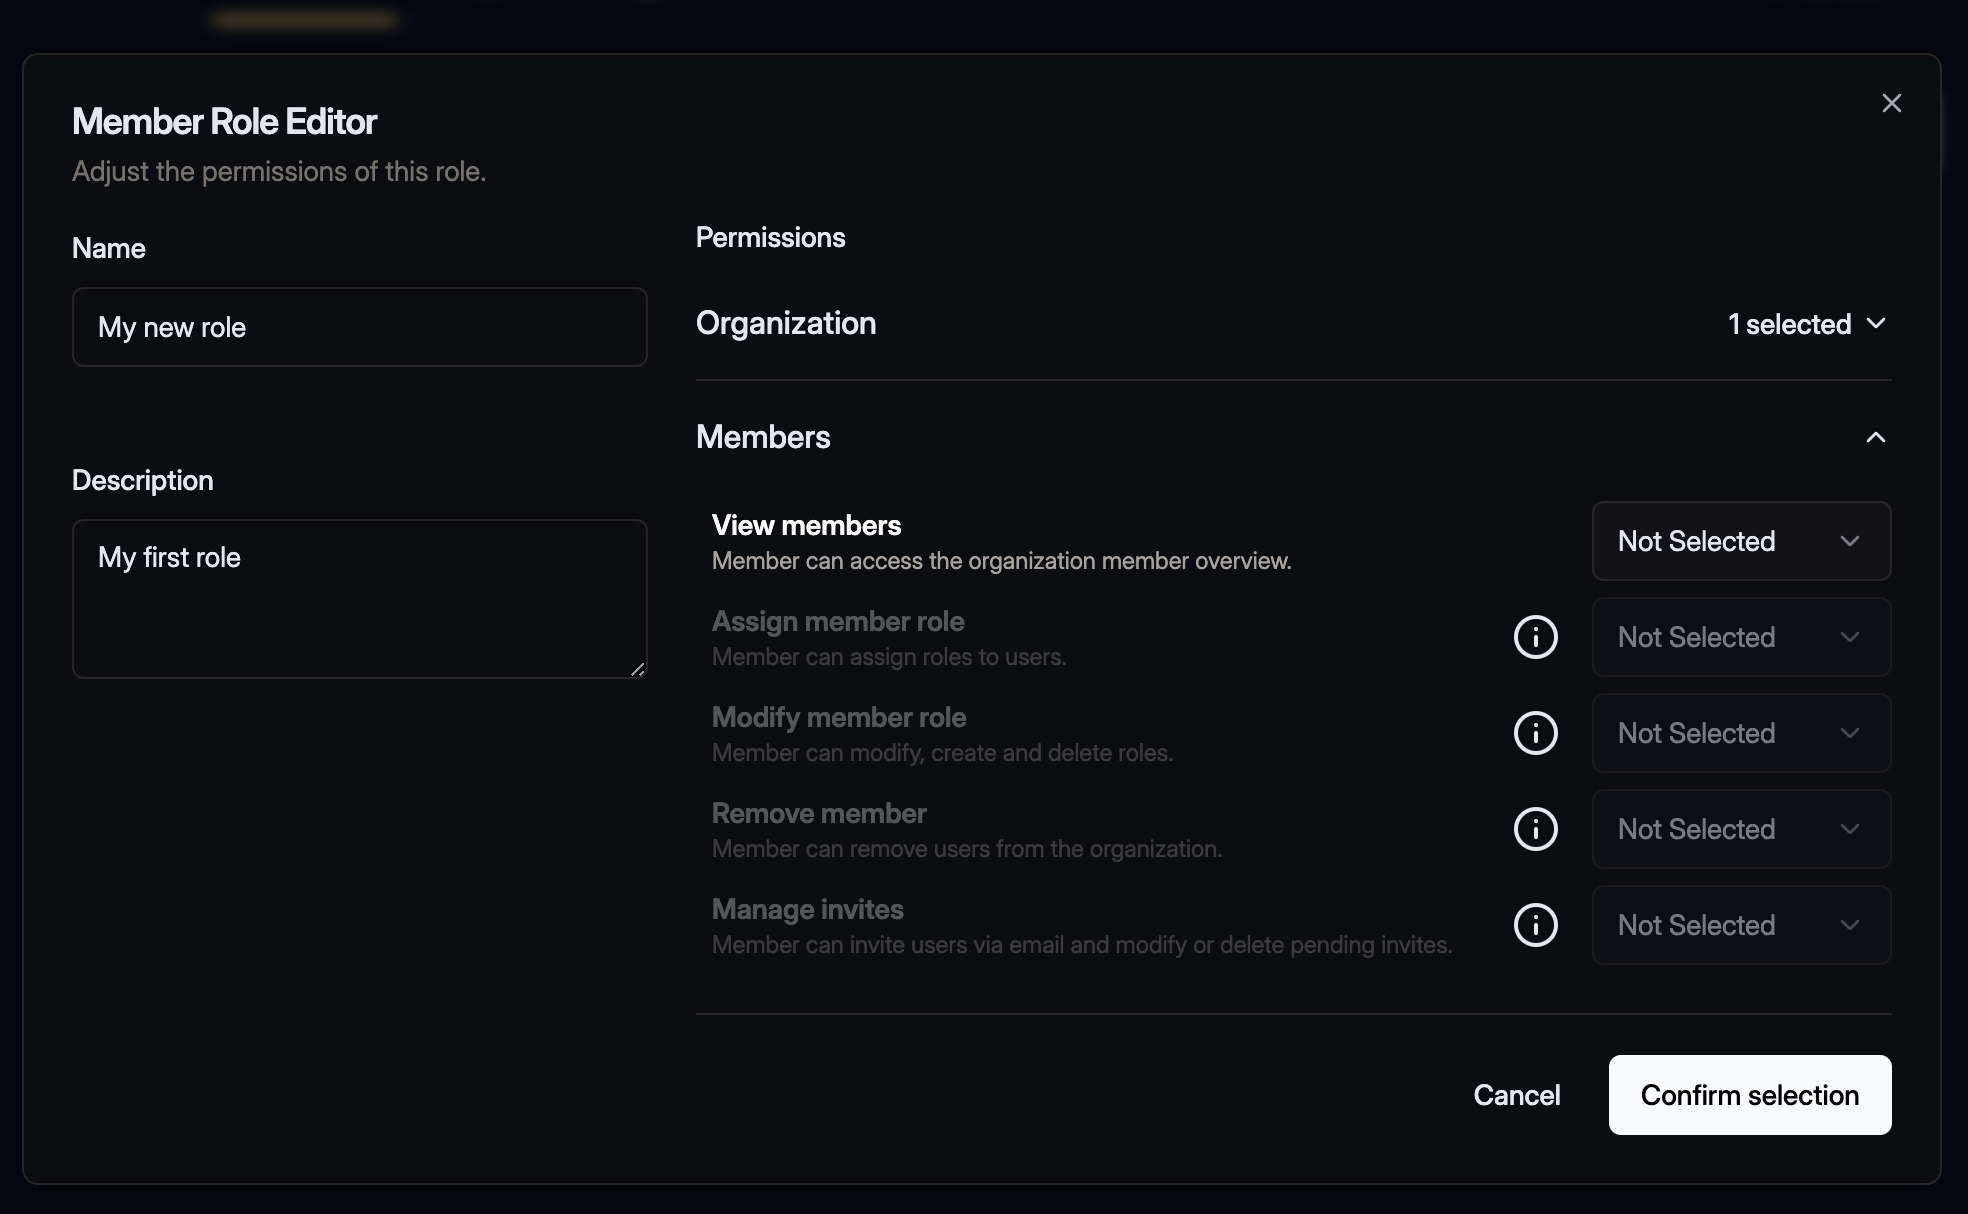 Member Role Editor
Adjust the permissions of this role.
Name
My new role
Description
My first role
Permissions
Organization
1 selected
Members
View members
Member can access the organization member overview.
Not Selected
Assign member role
Member can assign roles to users.
Not Selected
Modify member role
Member can modify, create and delete roles.
Not Selected
Remove member
Member can remove users from the organization.
Not Selected
Manage invites
Member can invite users via email and modify or delete pending invites.
Not Selected
Cancel
Confirm selection